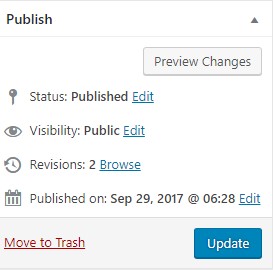 Publish
Preview Changes
Status: Published Edit
Visibility: Public Edit
Revisions: 2 Browse
Published on: Sep 29, 2017 @ 06:28 Edit
Move to Trash Update